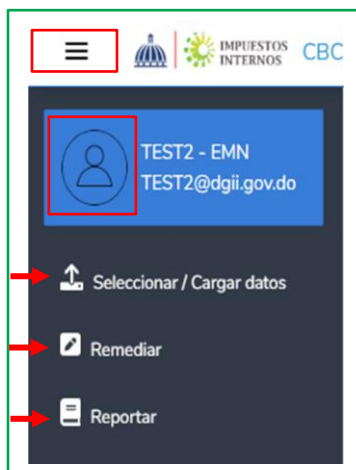 IMPUESTOS
INTERNOS
CBC
TEST2 - EMN
TEST2@dgii.gov.do
Seleccionar / Cargar datos
Remediar
Reportar